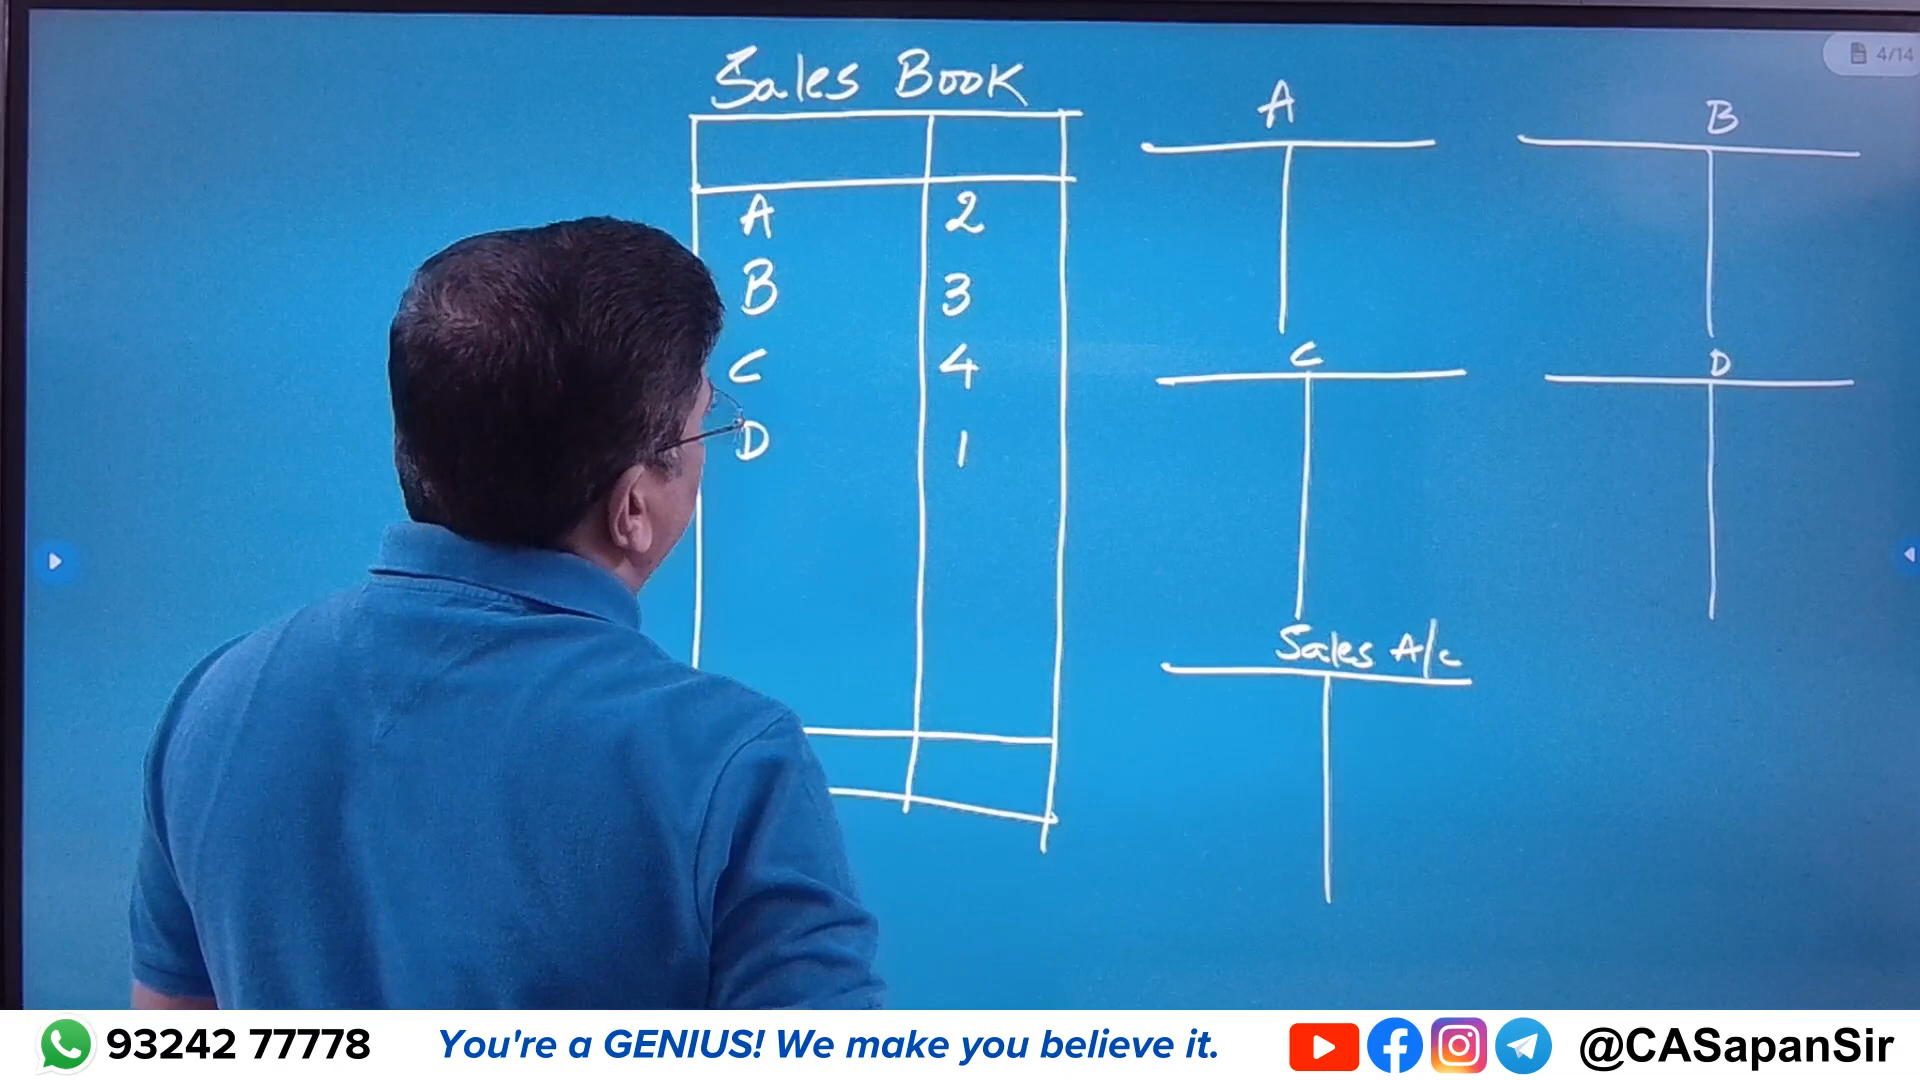 4/14
Sales Book
A 2
B 3
C 4
D 1
A
B
C
D
Sales A/c
93242 77778
You're a GENIUS! We make you believe it.
@CASapanSir